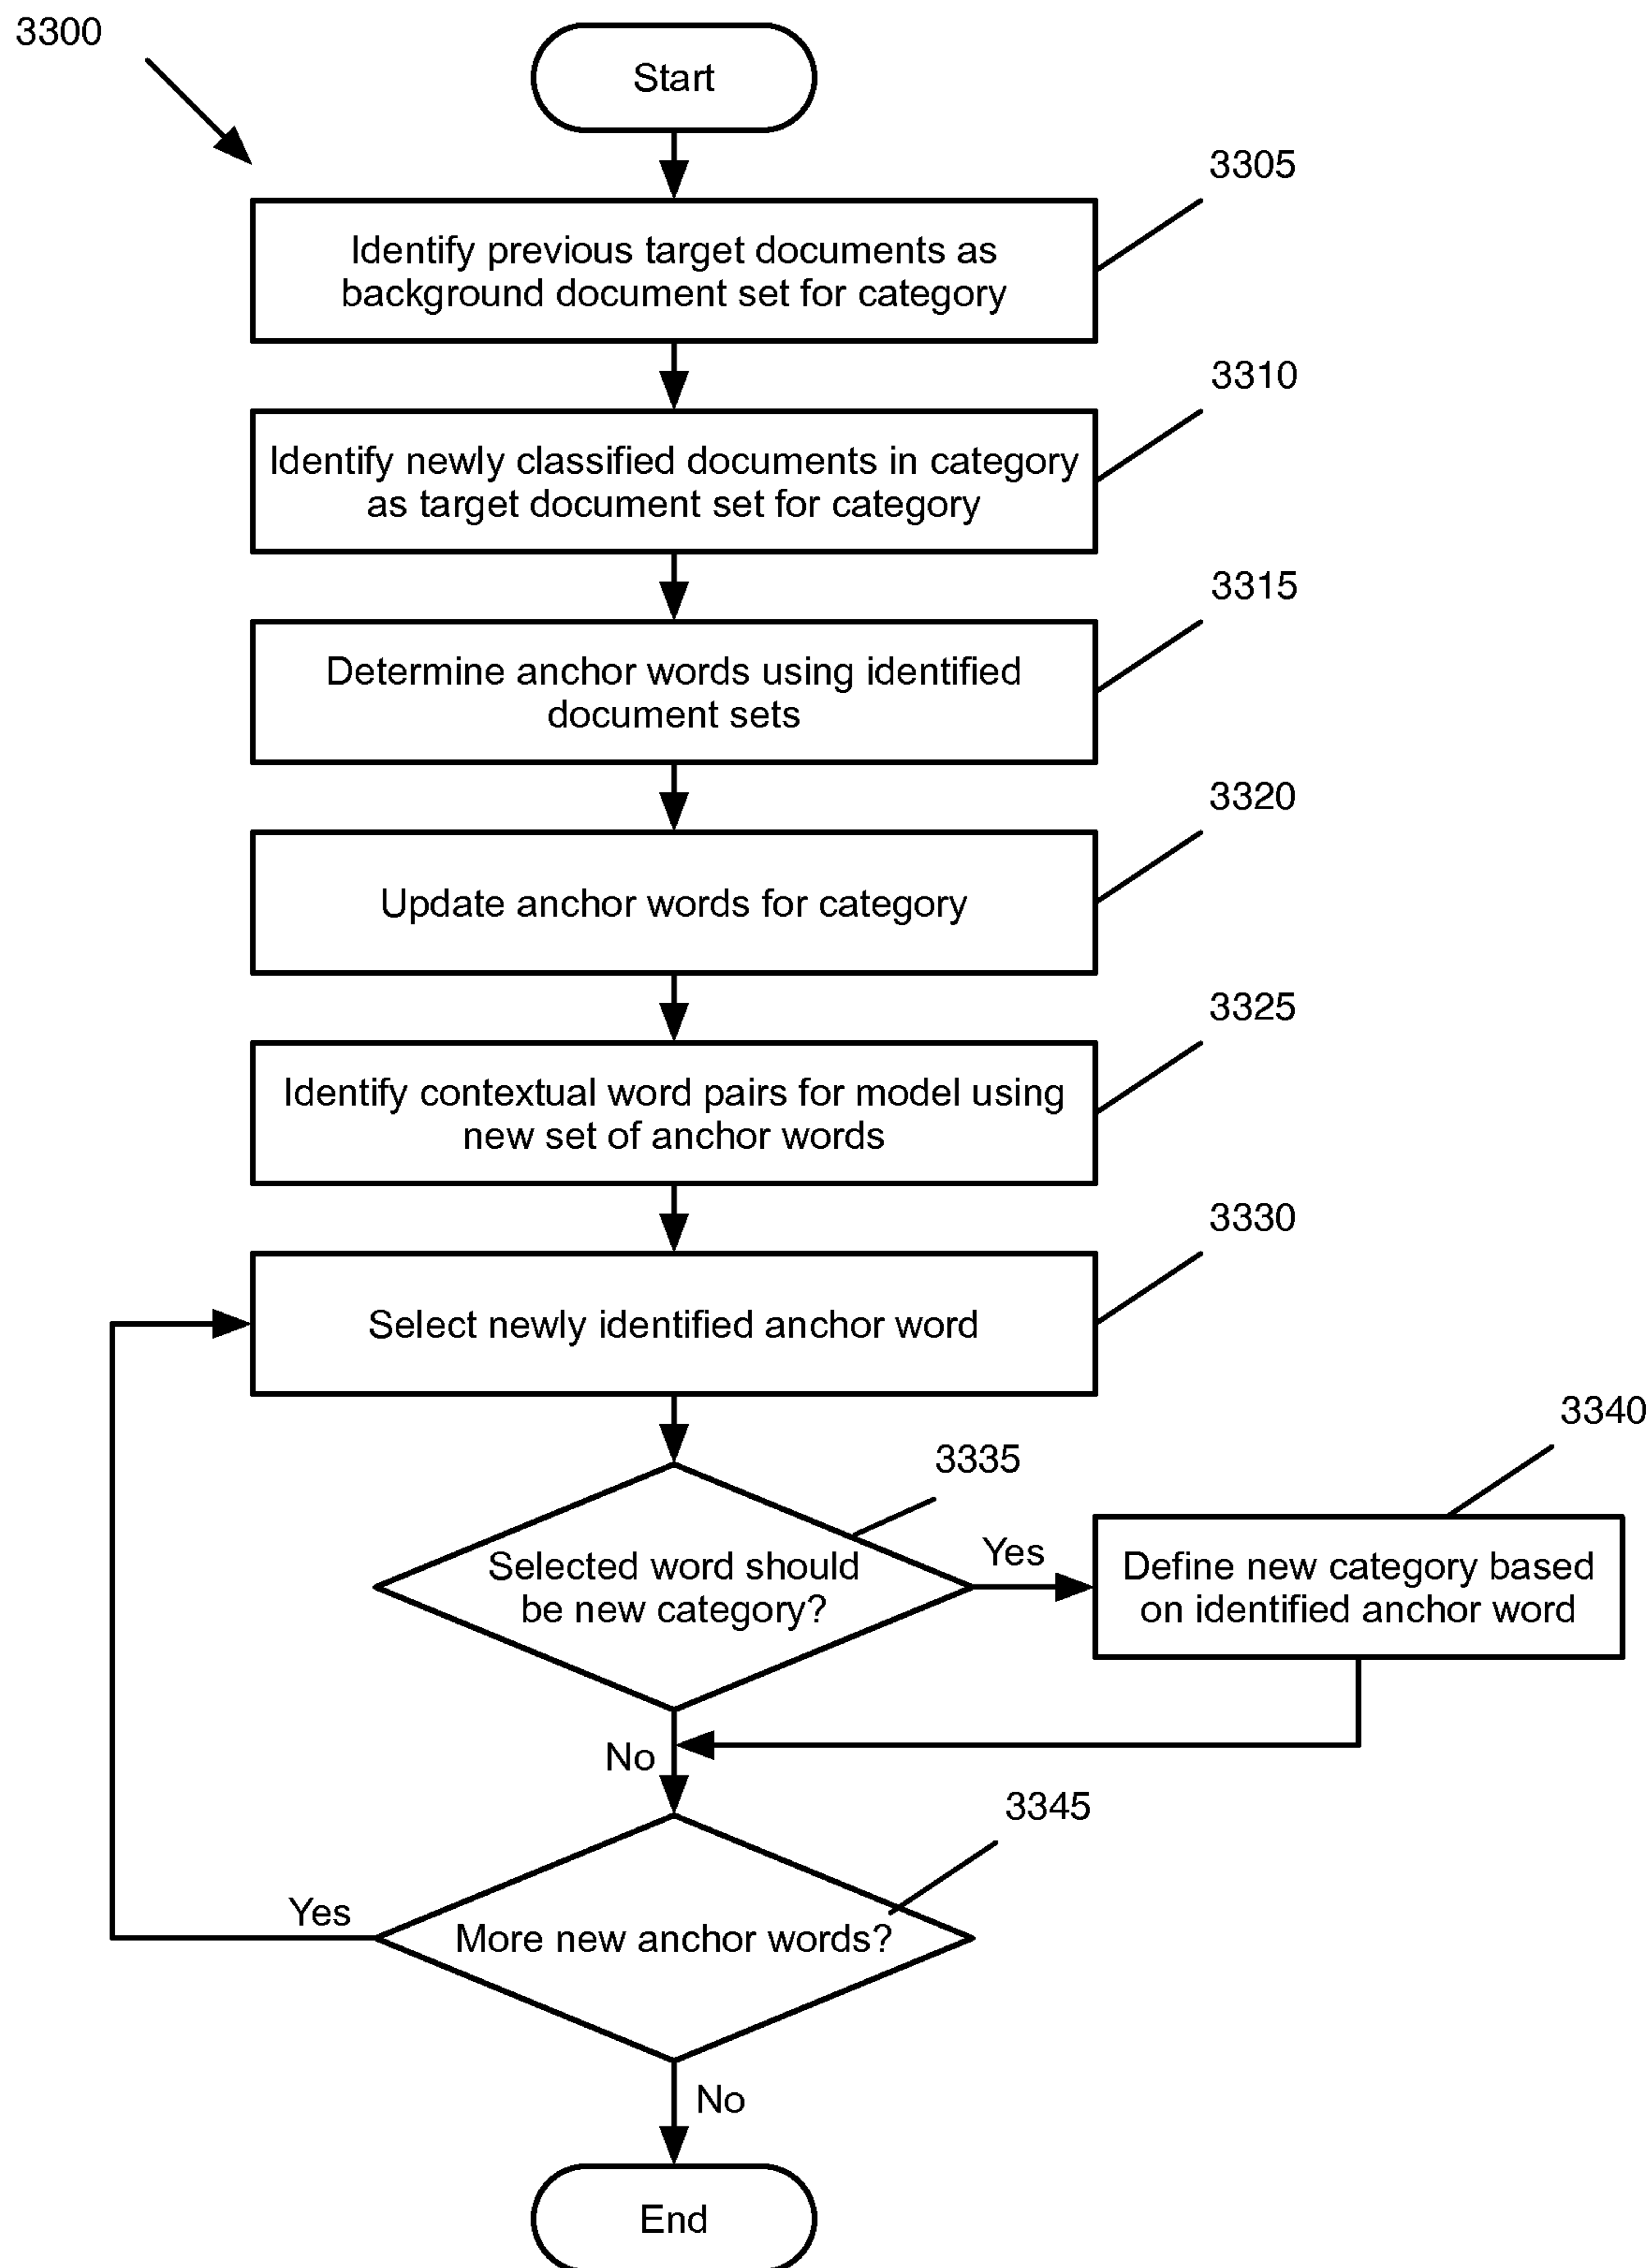 3300
Start
3305
Identify previous target documents as
background document set for category
3310
Identify newly classified documents in category
as target document set for category
3315
Determine anchor words using identified
document sets
3320
Update anchor words for category
3325
Identify contextual word pairs for model using
new set of anchor words
3330
Select newly identified anchor word
3335
Selected word should
be new category?
Yes
3340
Define new category based
on identified anchor word
No
3345
More new anchor words?
Yes
No
End